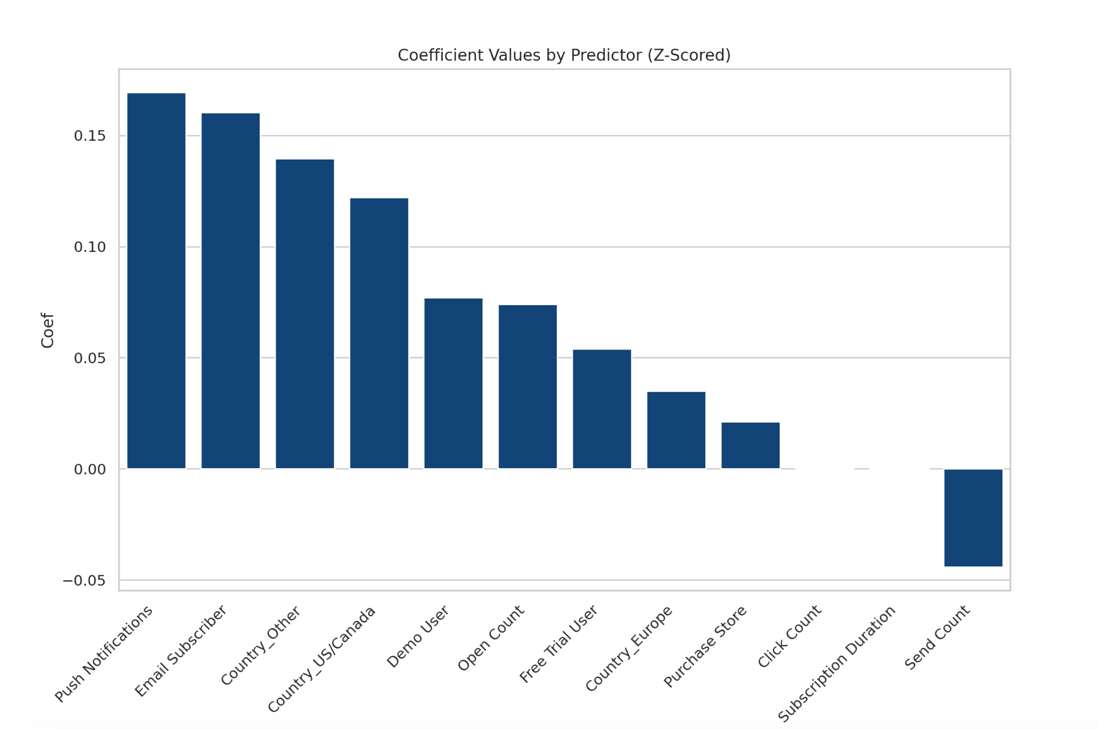 Coefficient Values by Predictor (Z-Scored)
Coef
0.15
0.10
0.05
0.00
−0.05
Push Notifications
Email Subscriber
Country_Other
Country_US/Canada
Demo User
Open Count
Free Trial User
Country_Europe
Purchase Store
Click Count
Subscription Duration
Send Count